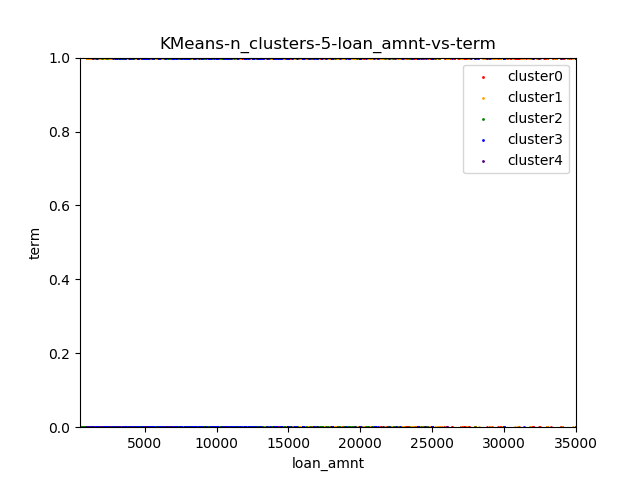 KMeans-n_clusters-5-loan_amnt-vs-term
1.0
0.8
0.6
0.4
0.2
0.0
term
cluster0
cluster1
cluster2
cluster3
cluster4
5000 10000 15000 20000 25000 30000 35000
loan_amnt